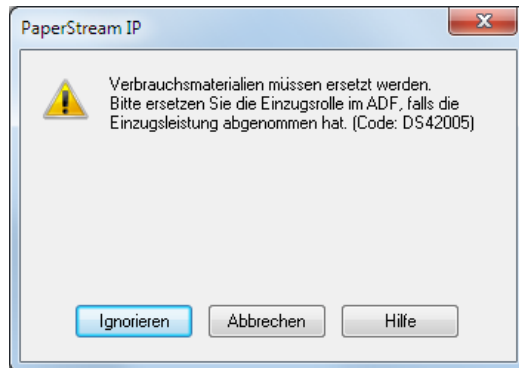 PaperStream IP
Verbrauchsmaterialien müssen ersetzt werden.
Bitte ersetzen Sie die Einzugsrolle im ADF, falls die
Einzugsleistung abgenommen hat. (Code: DS42005)
Ignorieren
Abbrechen
Hilfe